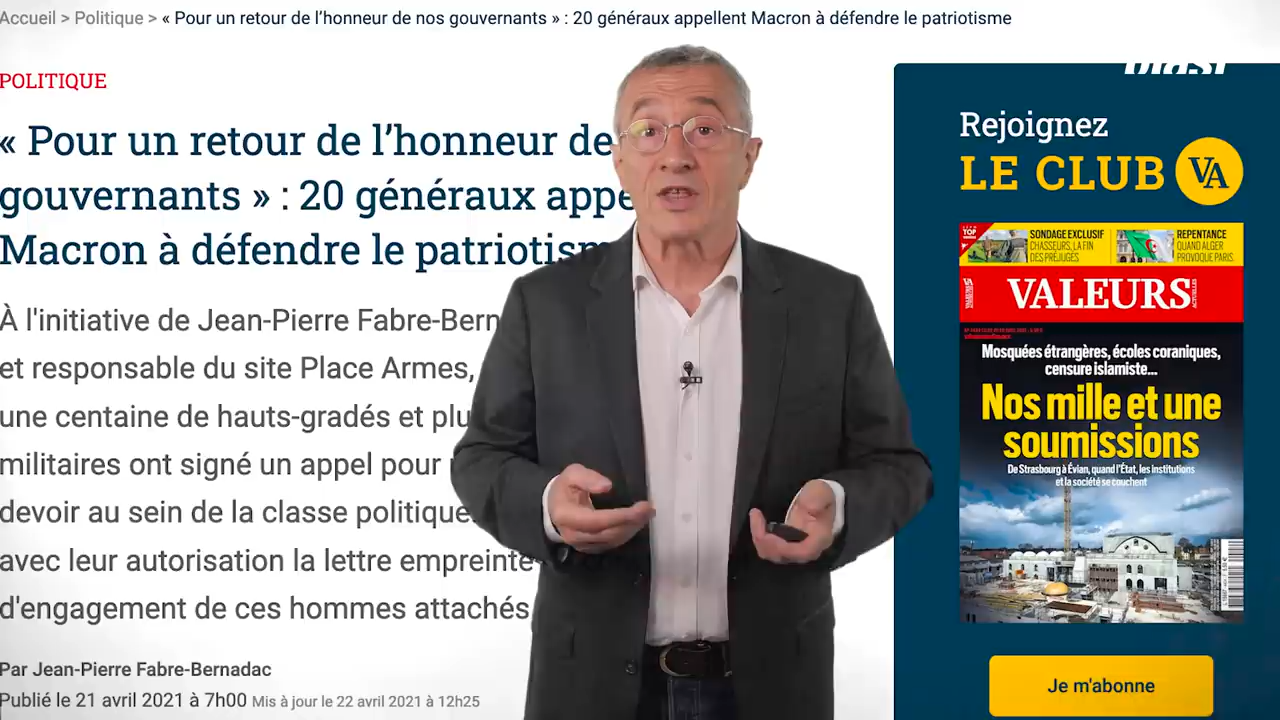 Accueil > Politique > « Pour un retour de l’honneur de nos gouvernants » : 20 généraux appellent Macron à défendre le patriotisme
POLITIQUE
« Pour un retour de l’honneur de
gouvernants » : 20 généraux appe
Macron à défendre le patriotism
À l'initiative de Jean-Pierre Fabre-Bern
et responsable du site Place Armes,
une centaine de hauts-gradés et plu
militaires ont signé un appel pour
devoir au sein de la classe politique.
avec leur autorisation la lettre empreinte
d'engagement de ces hommes attachés
Par Jean-Pierre Fabre-Bernadac
Publié le 21 avril 2021 à 7h00 Mis à jour le 22 avril 2021 à 12h25
blast
Rejoignez
LE CLUB VA
SONDAGE EXCLUSIF
CHASSEURS, LA FIN
DES PRÉJUGÉS
REPENTANCE
QUAND ALGER
PROVOQUE PARIS
VALEURS
ACTUELLES
Mosquées étrangères, écoles coraniques,
censure islamiste...
Nos mille et une
soumissions
De Strasbourg à Évian, quand l'État, les institutions
et la société se couchent
Je m'abonne